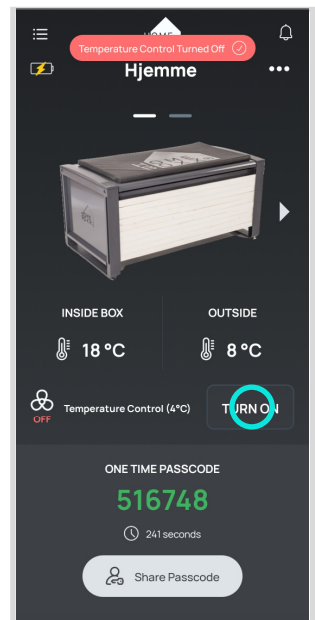 Temperature Control Turned Off
Hjemme
INSIDE BOX
OUTSIDE
18 °C
8 °C
OFF
Temperature Control (4°C)
TURN ON
ONE TIME PASSCODE
516748
241 seconds
Share Passcode